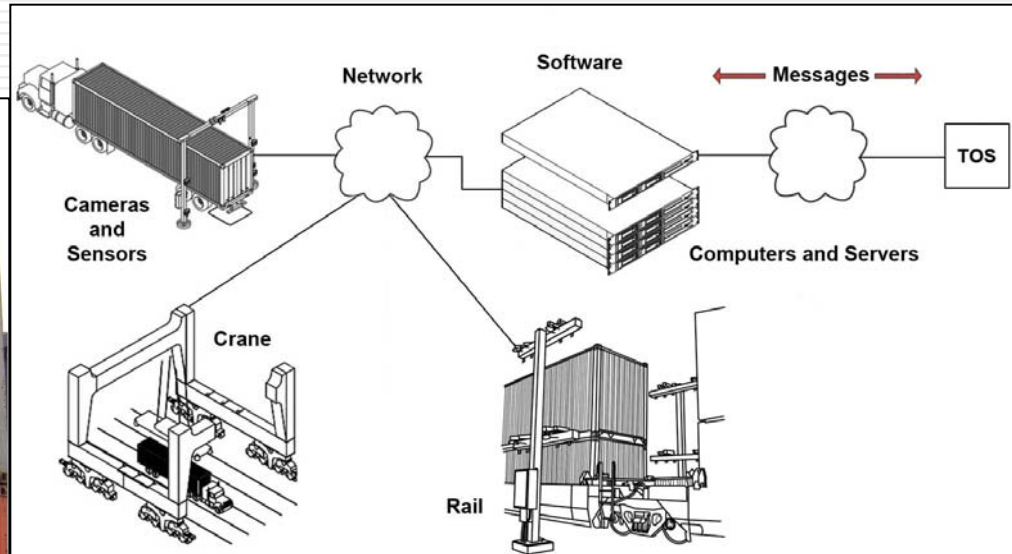 Software
Network
Messages
TOS
Cameras
and
Sensors
Computers and Servers
Crane
Rail